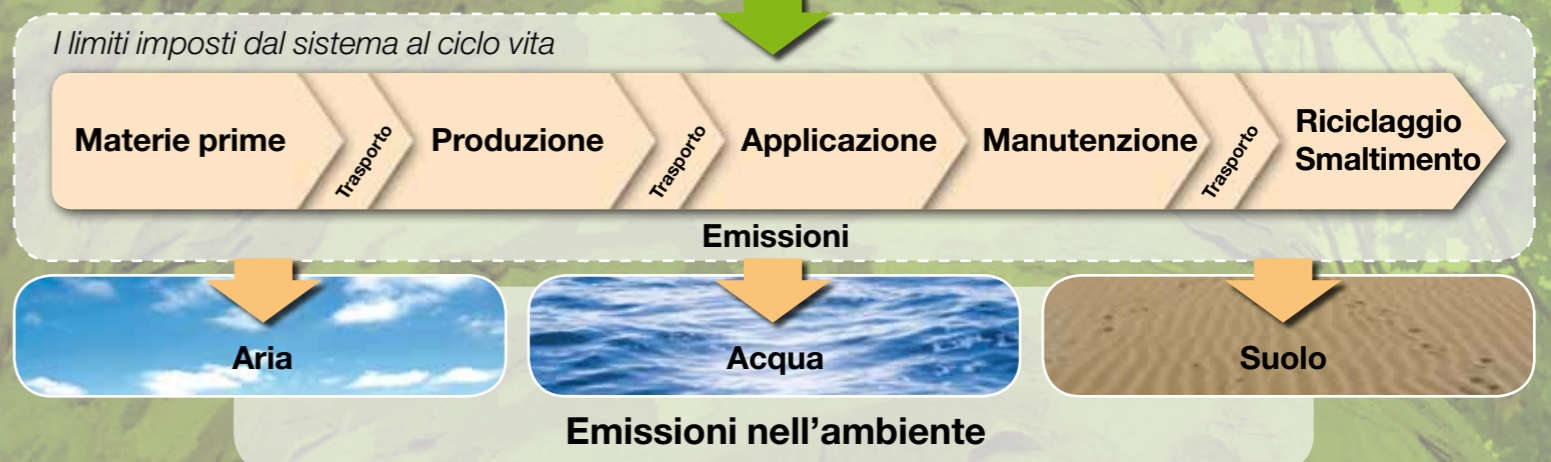 I limiti imposti dal sistema al ciclo vita
Materie prime
Trasporto
Produzione
Trasporto
Applicazione
Manutenzione
Trasporto
Riciclaggio
Smaltimento
Emissioni
Aria
Acqua
Suolo
Emissioni nell’ambiente